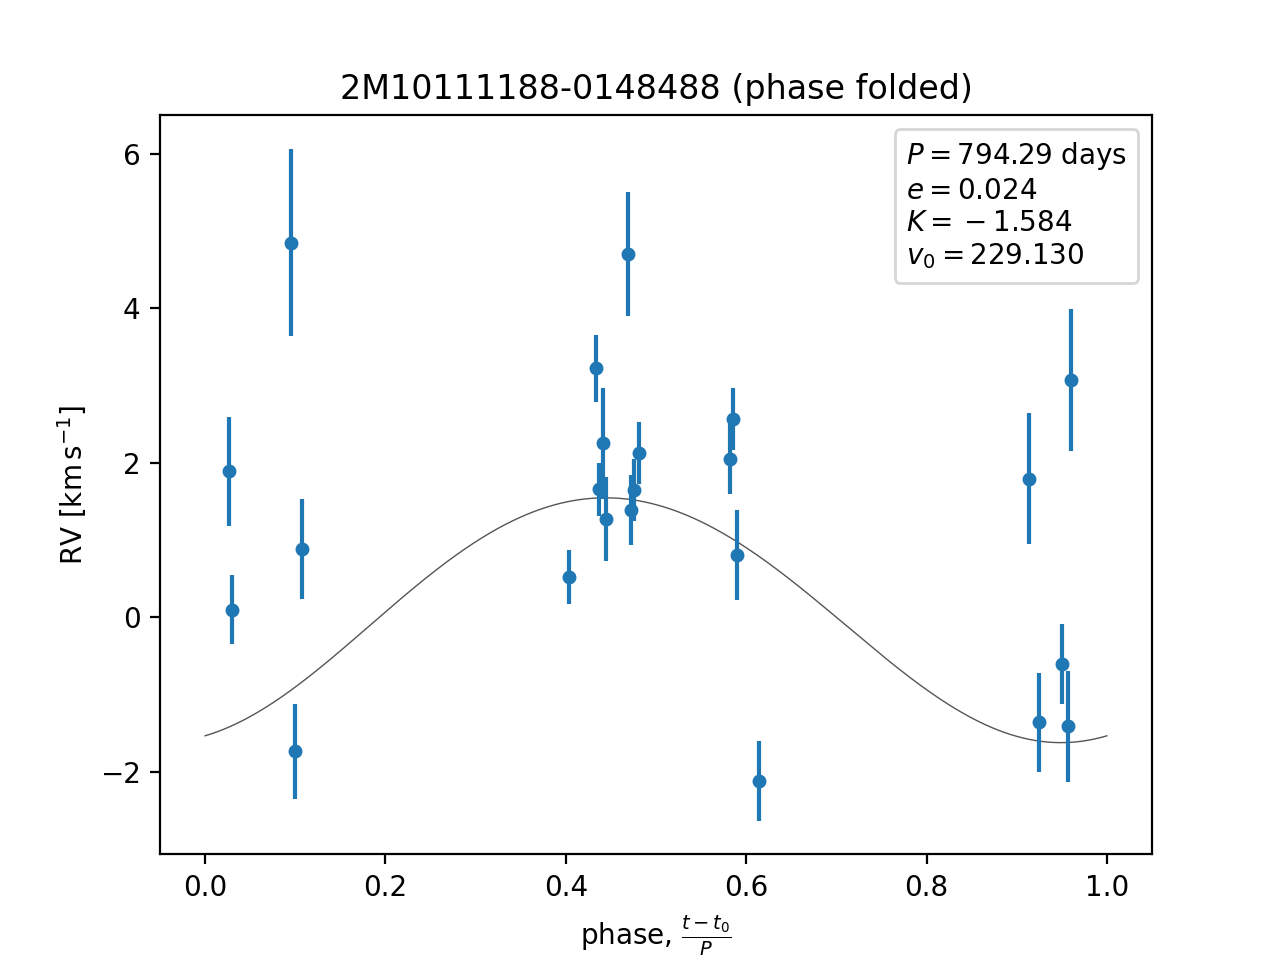 2M10111188-0148488 (phase folded)
P = 794.29 days
e = 0.024
K = −1.584
v₀ = 229.130
RV [km s⁻¹]
6
4
2
0
−2
0.0 0.2 0.4 0.6 0.8 1.0
phase, (t − t₀)/P